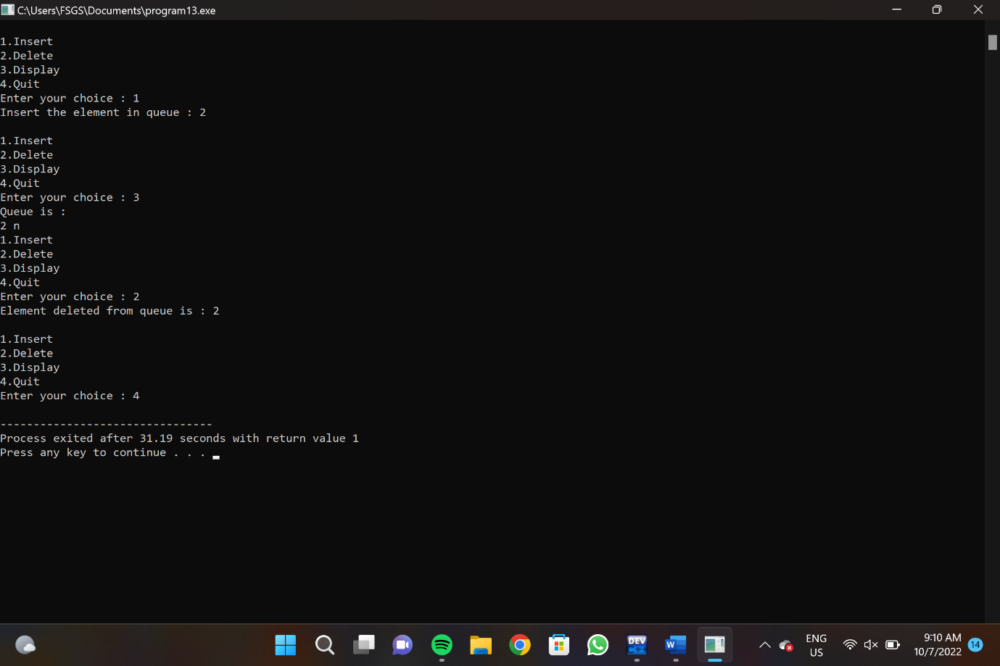 C:\Users\FSGS\Documents\program13.exe
1.Insert
2.Delete
3.Display
4.Quit
Enter your choice : 1
Insert the element in queue : 2
1.Insert
2.Delete
3.Display
4.Quit
Enter your choice : 3
Queue is :
2 n
1.Insert
2.Delete
3.Display
4.Quit
Enter your choice : 2
Element deleted from queue is : 2
1.Insert
2.Delete
3.Display
4.Quit
Enter your choice : 4
--------------------------------
Process exited after 31.19 seconds with return value 1
Press any key to continue . . .
DEV
C++
W
ENG
US
9:10 AM
10/7/2022
14